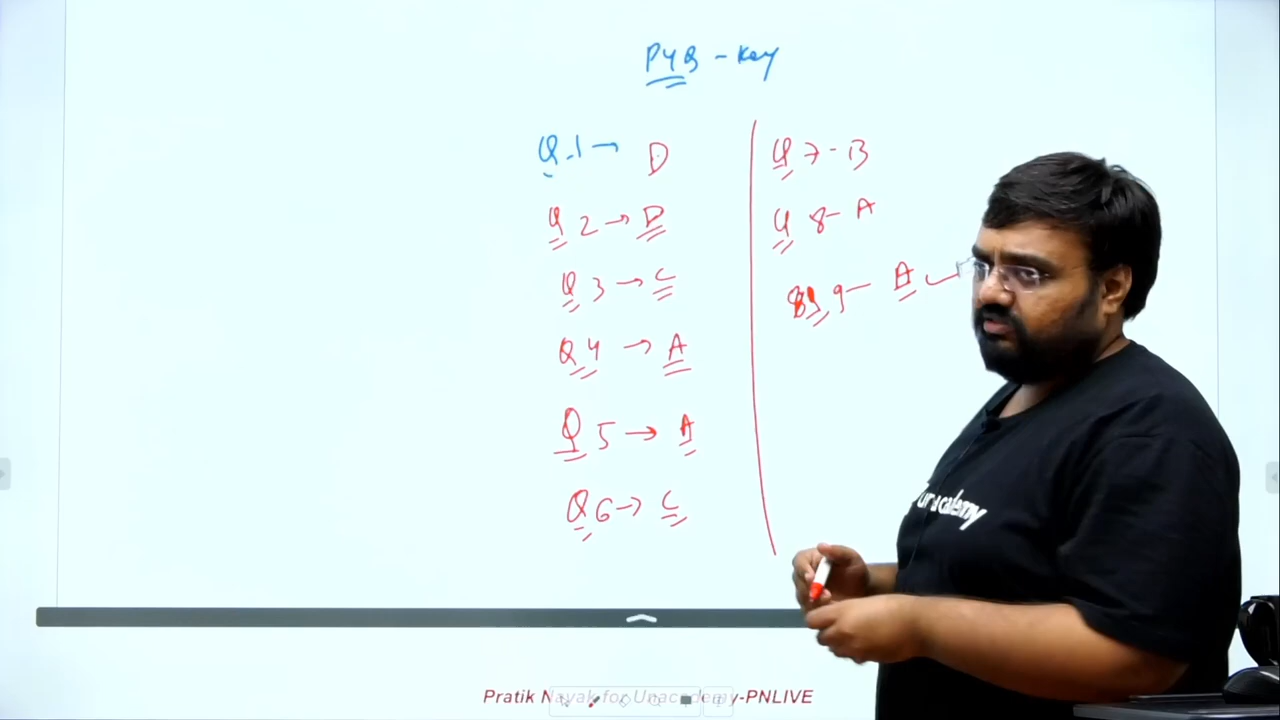 PYQ - Key
Q.1 → D
Q 2 → D
Q 3 → C
Q 4 → A
Q 5 → A
Q 6 → C
Q 7 - B
Q 8 - A
Q 9 - A
unacademy
Pratik Nayak for Unacademy-PNLIVE